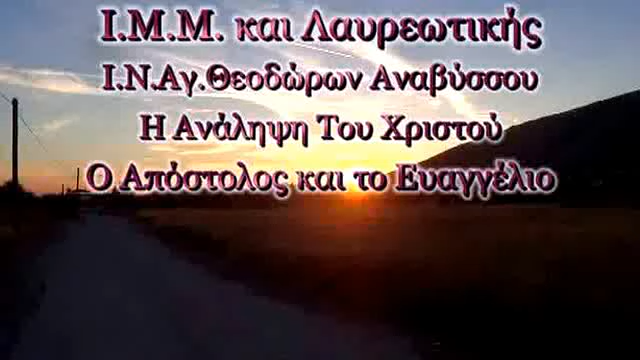 Ι.Μ.Μ. και Λαυρεωτικής
Ι.Ν.Αγ.Θεοδώρων Αναβύσσου
Η Ανάληψη Του Χριστού
Ο Απόστολος και το Ευαγγέλιο